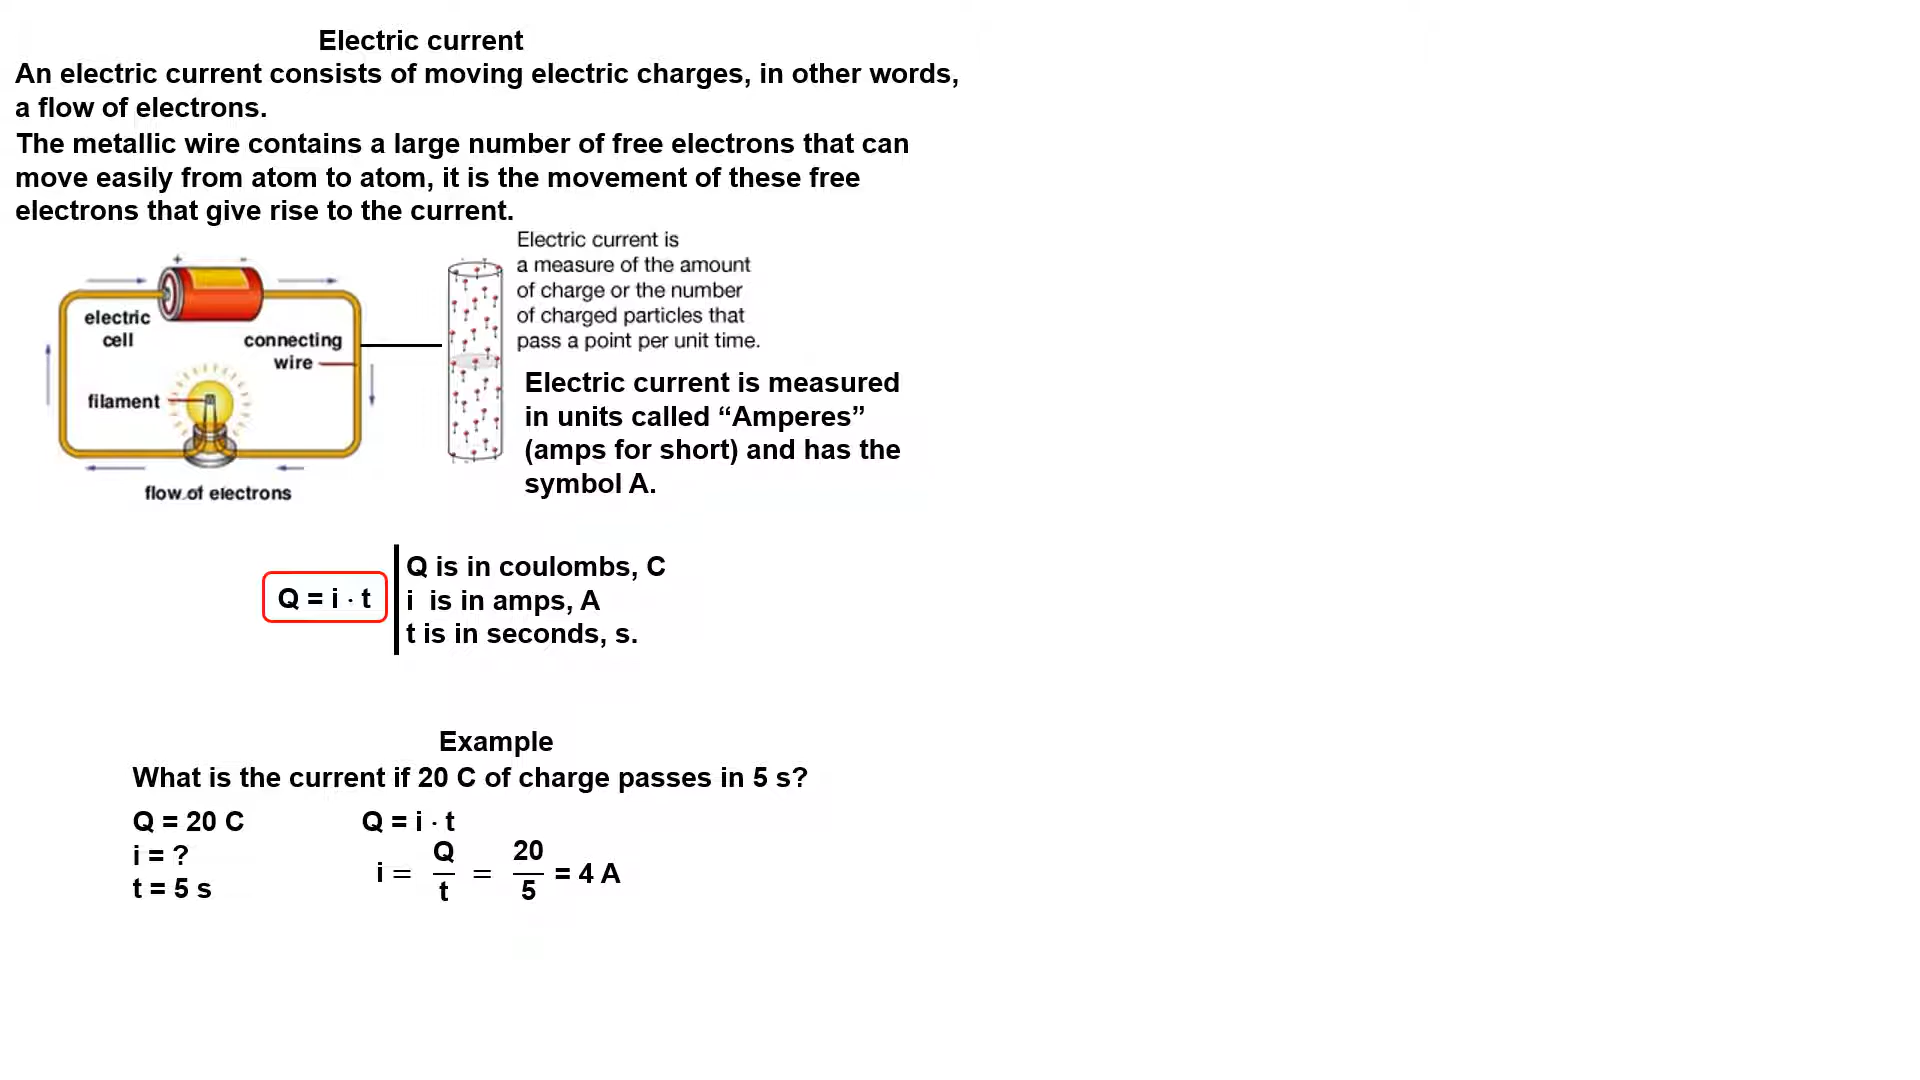 Electric current
An electric current consists of moving electric charges, in other words,
a flow of electrons.
The metallic wire contains a large number of free electrons that can
move easily from atom to atom, it is the movement of these free
electrons that give rise to the current.
+ -
electric
cell
connecting
wire
filament
flow of electrons
Electric current is
a measure of the amount
of charge or the number
of charged particles that
pass a point per unit time.
Electric current is measured
in units called “Amperes”
(amps for short) and has the
symbol A.
Q = i · t
Q is in coulombs, C
i is in amps, A
t is in seconds, s.
Example
What is the current if 20 C of charge passes in 5 s?
Q = 20 C
i = ?
t = 5 s
Q = i · t
i = Q/t = 20/5 = 4 A